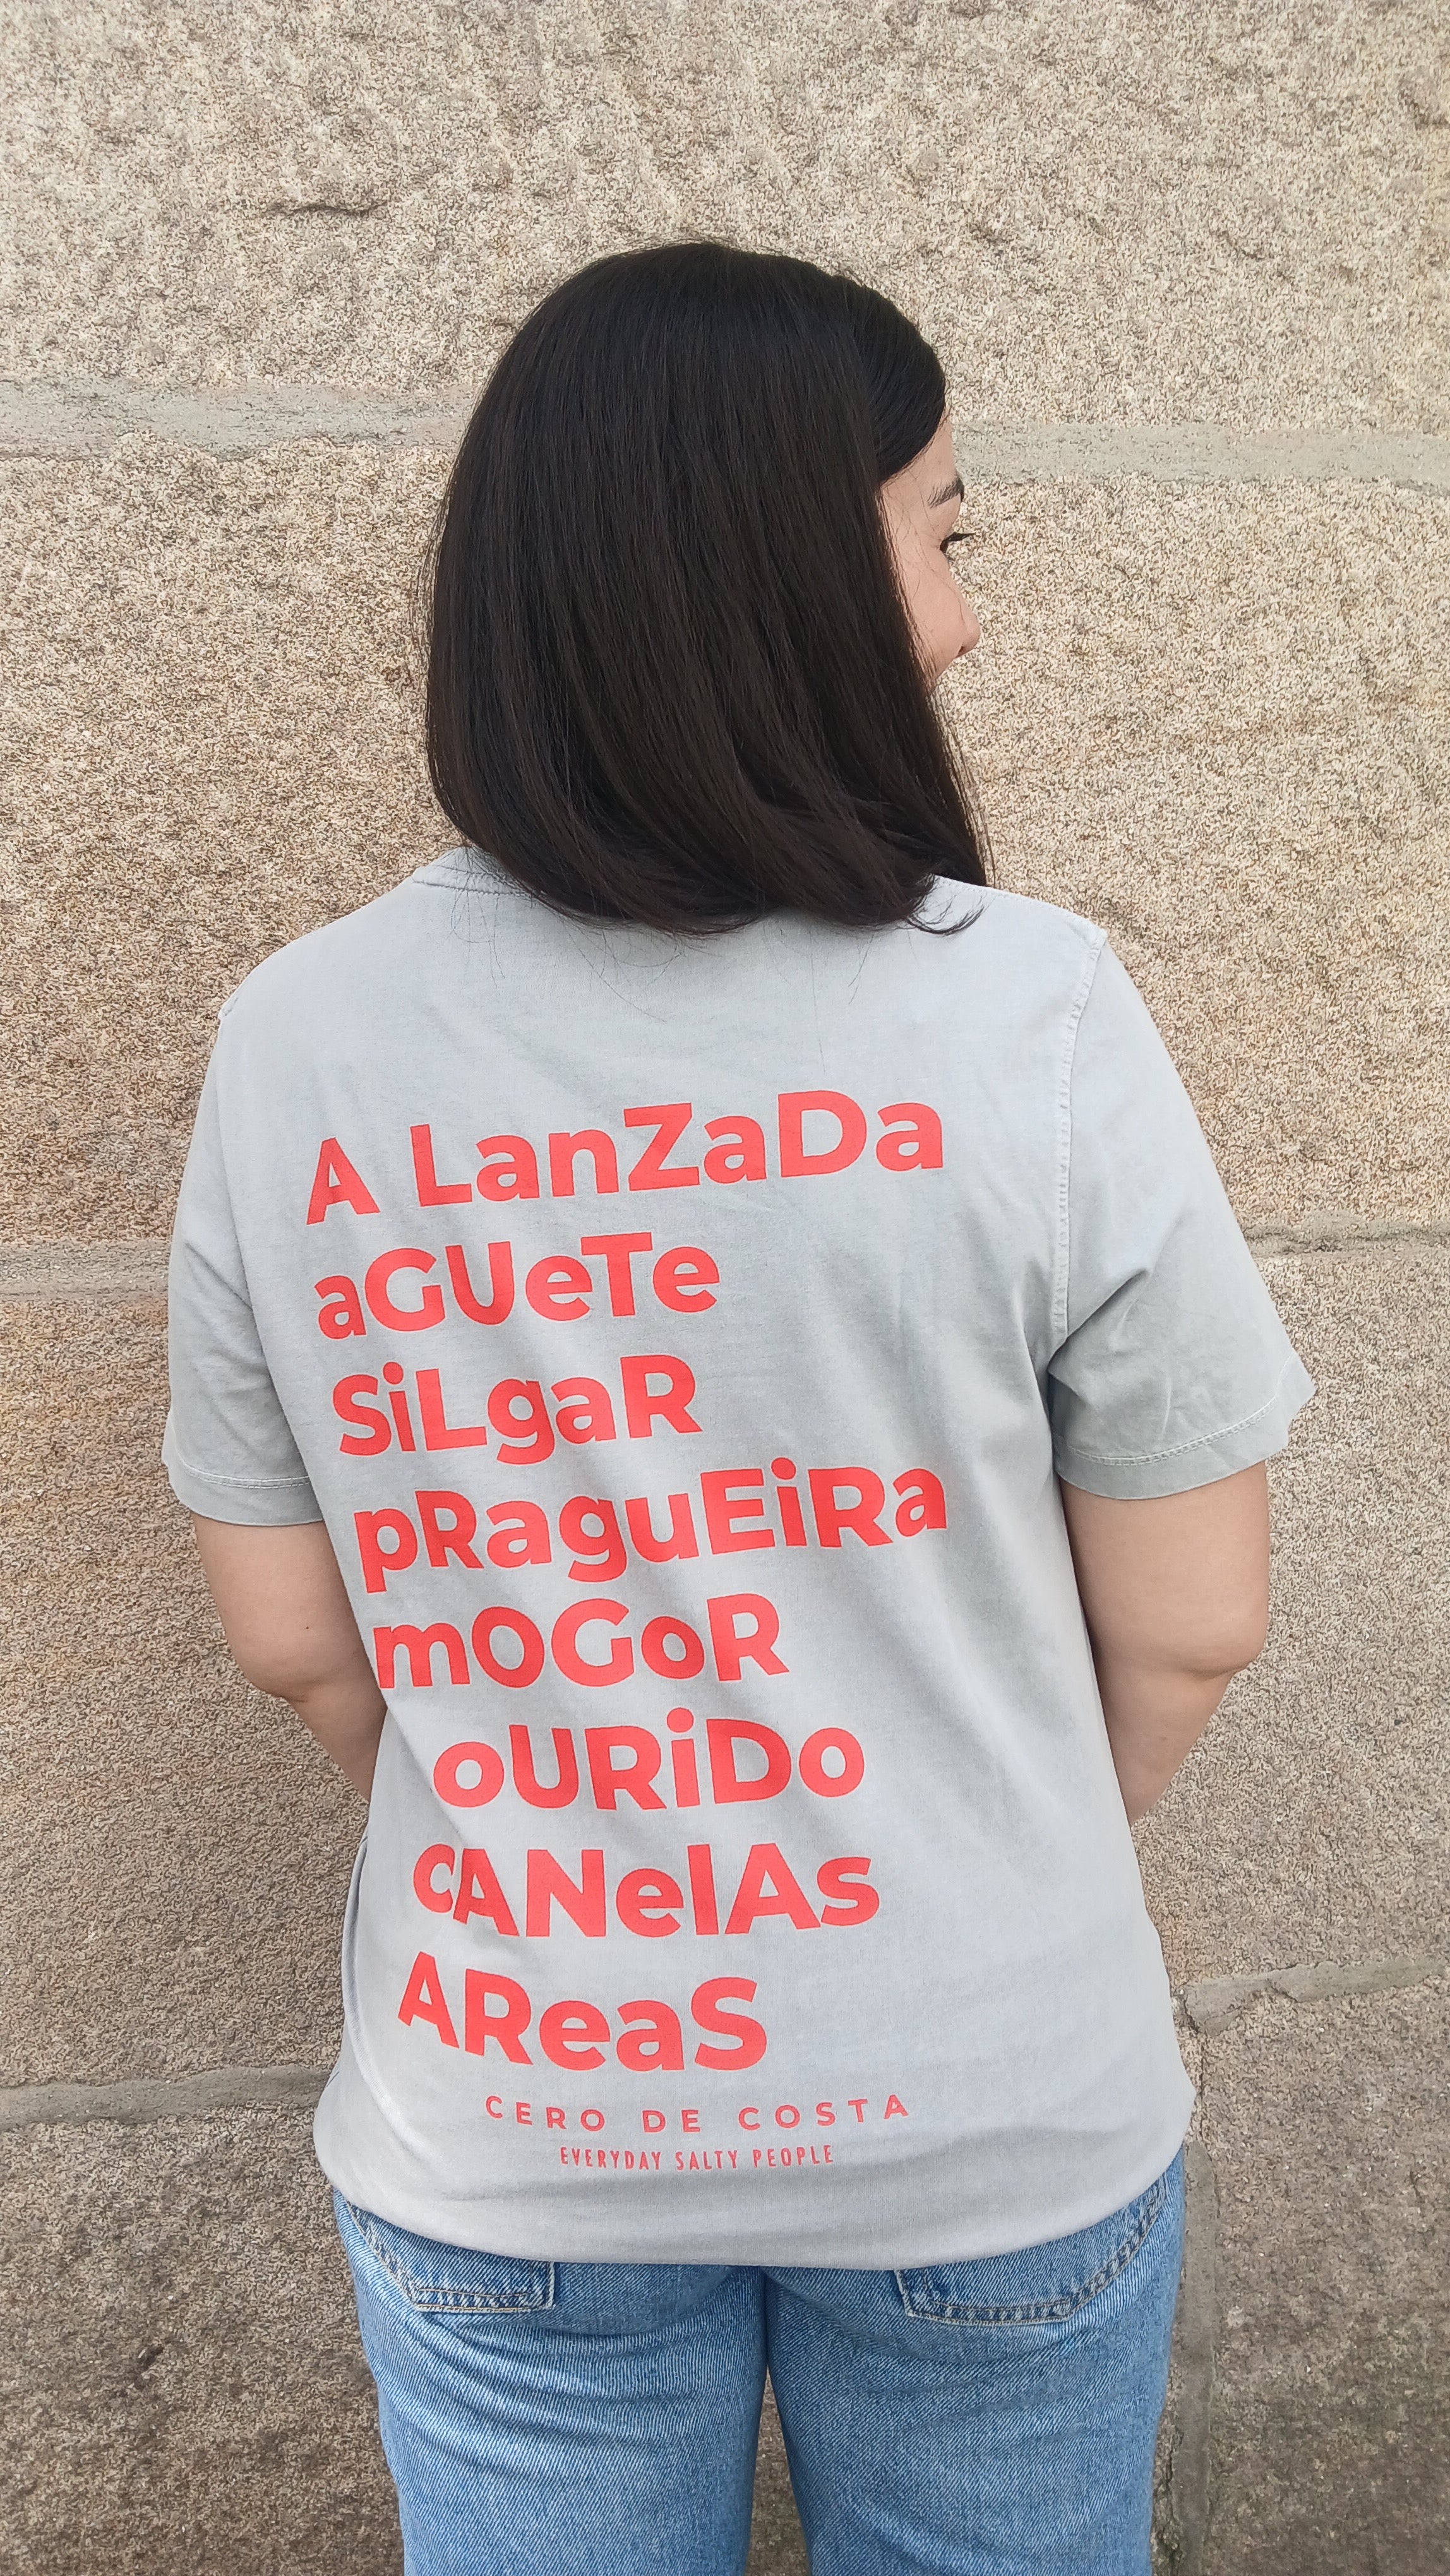 A LanZaDa
aGUeTe
SiLgaR
pRaguEiRa
mOGoR
oURiDo
CANelAs
AReaS
CERO DE COSTA
EVERYDAY SALTY PEOPLE